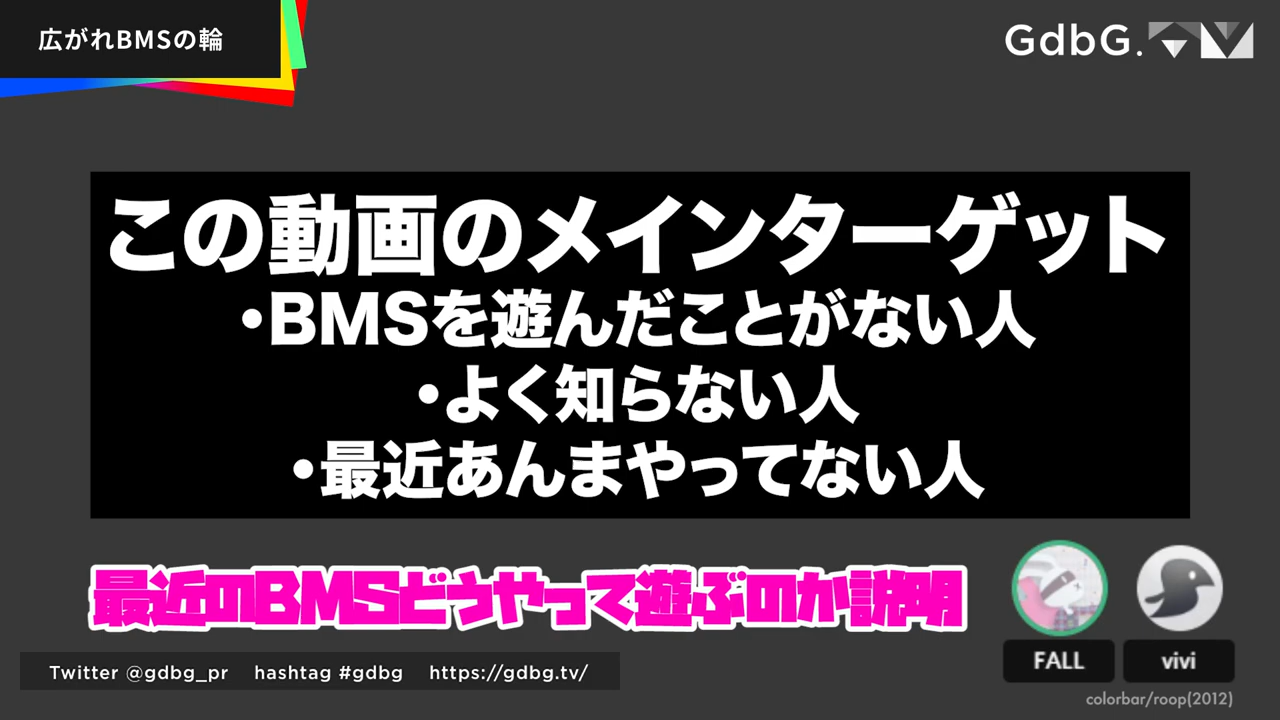 広がれBMSの輪
GdbG.TV
この動画のメインターゲット
・BMSを遊んだことがない人
・よく知らない人
・最近あんまやってない人
最近のBMSどうやって遊ぶのか説明
FALL
vivi
Twitter @gdbg_pr hashtag #gdbg https://gdbg.tv/
colorbar/roop(2012)